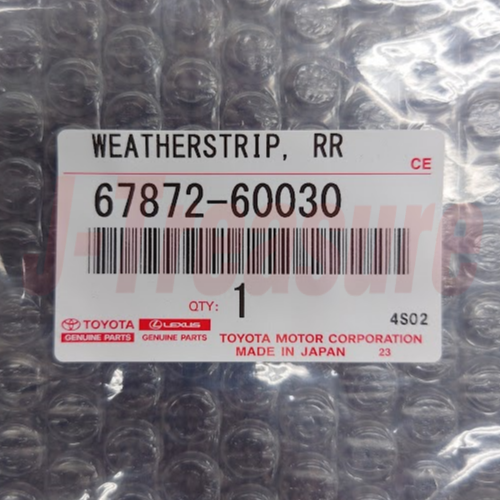 WEATHERSTRIP, RR
CE
67872-60030
QTY: 1
4S02
TOYOTA LEXUS TOYOTA MOTOR CORPORATION
GENUINE PARTS GENUINE PARTS MADE IN JAPAN 23
J-Treasure